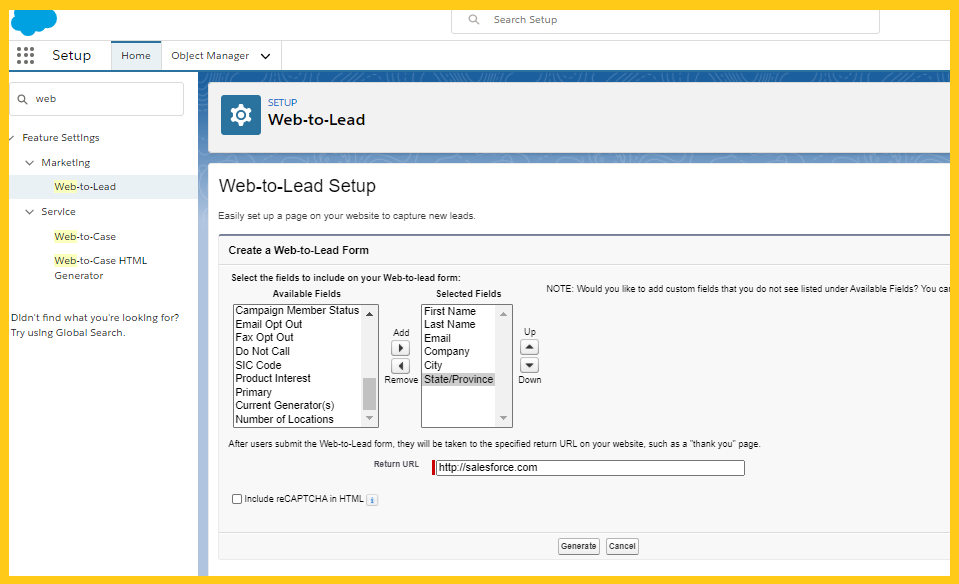 Search Setup
Setup
Home
Object Manager
web
Feature Settings
Marketing
Web-to-Lead
Service
Web-to-Case
Web-to-Case HTML
Generator
Didn't find what you're looking for?
Try using Global Search.
SETUP
Web-to-Lead
Web-to-Lead Setup
Easily set up a page on your website to capture new leads.
Create a Web-to-Lead Form
Select the fields to include on your Web-to-lead form:
NOTE: Would you like to add custom fields that you do not see listed under Available Fields? You can
Available Fields
Campaign Member Status
Email Opt Out
Fax Opt Out
Do Not Call
SIC Code
Product Interest
Primary
Current Generator(s)
Number of Locations
Add
Remove
Selected Fields
First Name
Last Name
Email
Company
City
State/Province
Up
Down
After users submit the Web-to-Lead form, they will be taken to the specified return URL on your website, such as a "thank you" page.
Return URL http://salesforce.com
Include reCAPTCHA in HTML i
Generate Cancel